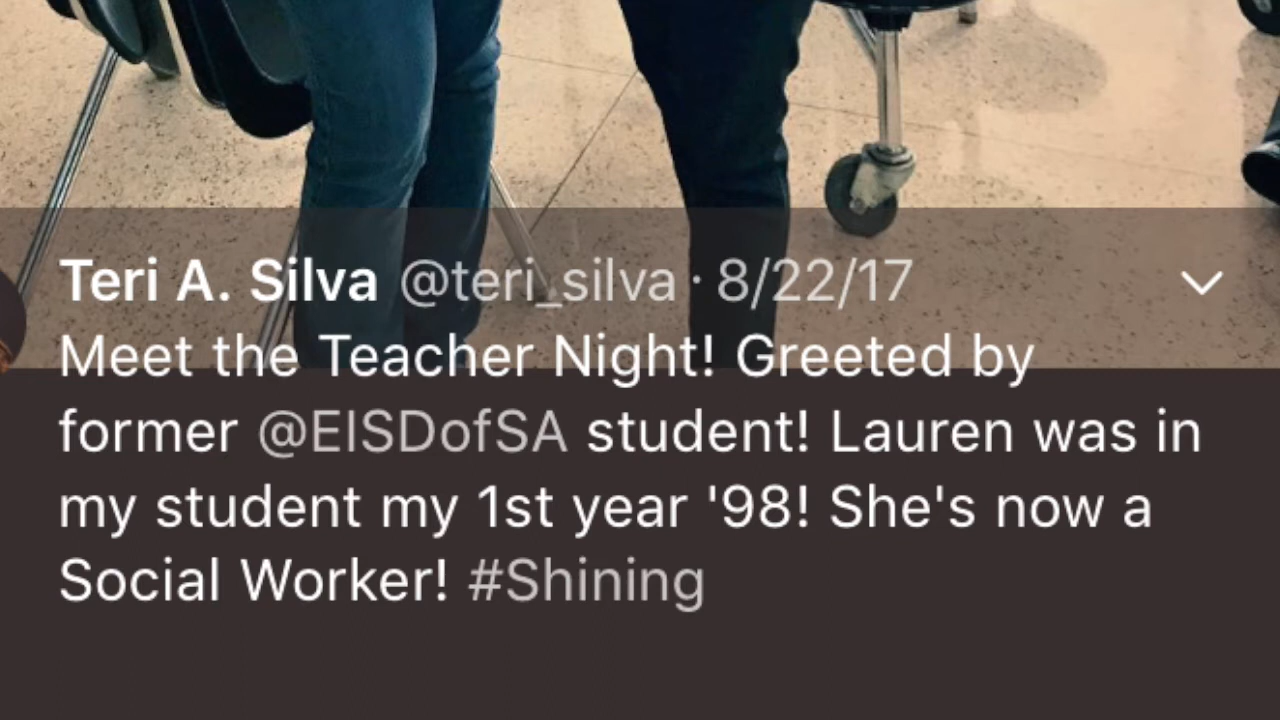 Teri A. Silva @teri_silva · 8/22/17
Meet the Teacher Night! Greeted by
former @EISDofSA student! Lauren was in
my student my 1st year '98! She's now a
Social Worker! #Shining